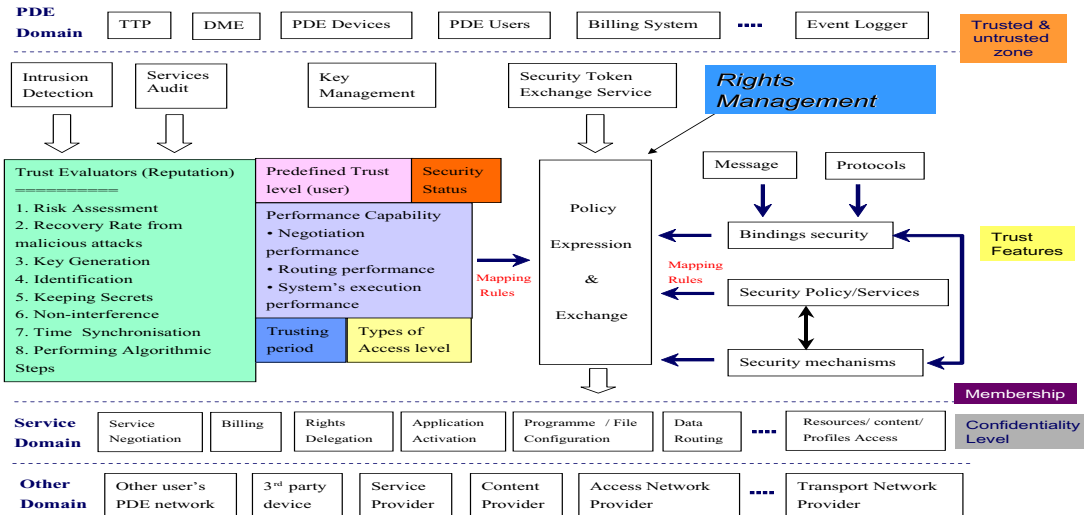 PDE
Domain
TTP
DME
PDE Devices
PDE Users
Billing System
Event Logger
Trusted &
untrusted
zone
Intrusion
Detection
Services
Audit
Key
Management
Security Token
Exchange Service
Rights
Management
Trust Evaluators (Reputation)
==========
1. Risk Assessment
2. Recovery Rate from
malicious attacks
3. Key Generation
4. Identification
5. Keeping Secrets
6. Non-interference
7. Time Synchronisation
8. Performing Algorithmic
Steps
Predefined Trust
level (user)
Security
Status
Performance Capability
• Negotiation
performance
• Routing performance
• System's execution
performance
Trusting
period
Types of
Access level
Mapping
Rules
Policy
Expression
&
Exchange
Mapping
Rules
Message
Protocols
Bindings security
Security Policy/Services
Security mechanisms
Trust
Features
Membership
Service
Domain
Service
Negotiation
Billing
Rights
Delegation
Application
Activation
Programme / File
Configuration
Data
Routing
Resources/ content/
Profiles Access
Confidentiality
Level
Other
Domain
Other user's
PDE network
3rd party
device
Service
Provider
Content
Provider
Access Network
Provider
Transport Network
Provider